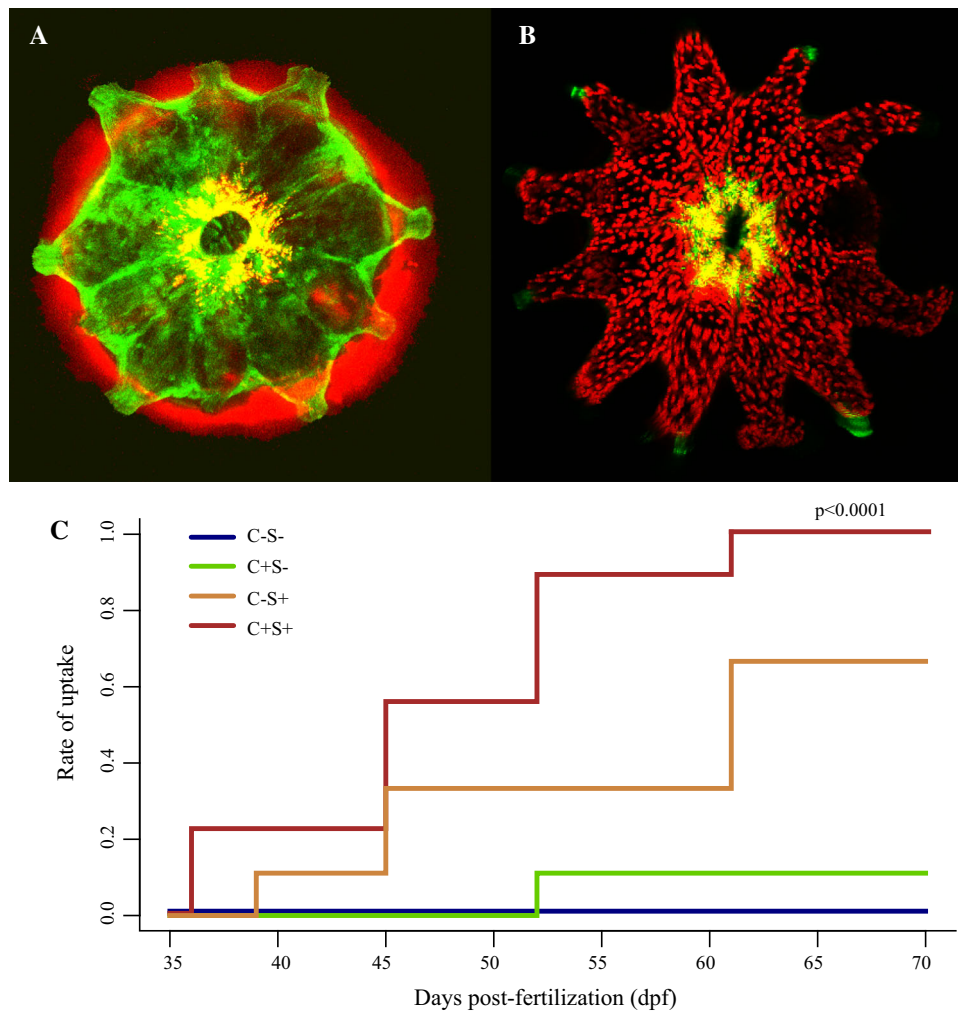 A
B
C
p<0.0001
C-S-
C+S-
C-S+
C+S+
Rate of uptake
1.0
0.8
0.6
0.4
0.2
0.0
35 40 45 50 55 60 65 70
Days post-fertilization (dpf)